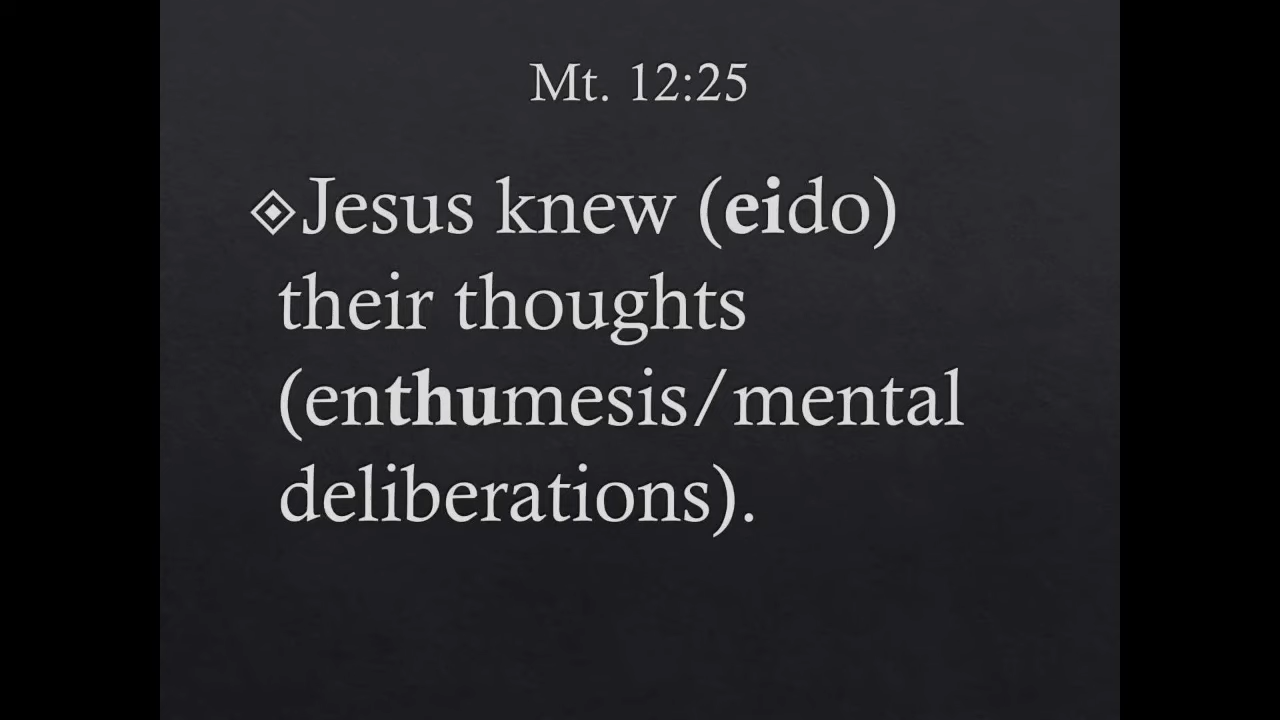 Mt. 12:25
Jesus knew (eido)
their thoughts
(enthumesis/mental
deliberations).